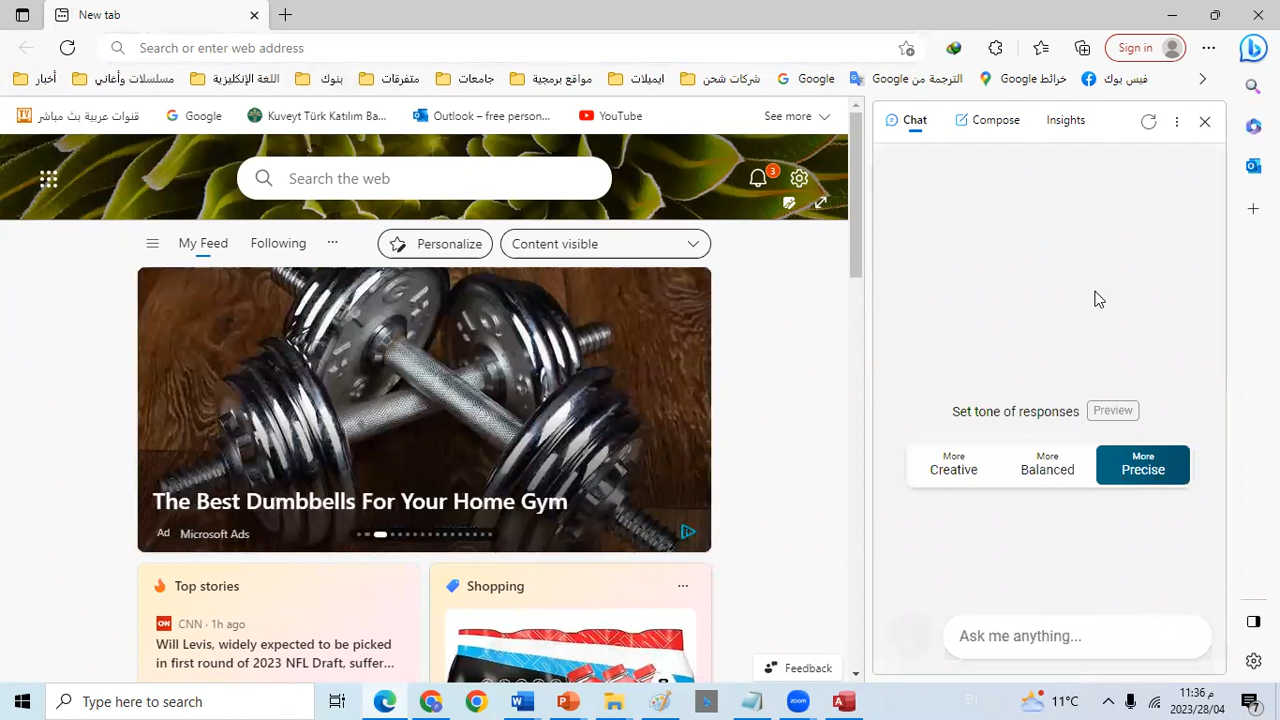 New tab
Search or enter web address
Sign in
أخبار
مسلسلات وأغاني
اللغة الإنكليزية
بنوك
متفرقات
جامعات
مواقع برمجية
ايميلات
شركات شحن
Google
الترجمة من Google
خرائط Google
فيس بوك
قنوات عربية بث مباشر
Google
Kuveyt Türk Katılım Ba...
Outlook – free person...
YouTube
See more
Chat
Compose
Insights
Search the web
3
My Feed
Following
Personalize
Content visible
The Best Dumbbells For Your Home Gym
Ad Microsoft Ads
Set tone of responses Preview
More Creative
More Balanced
More Precise
Top stories
CNN · 1h ago
Will Levis, widely expected to be picked
in first round of 2023 NFL Draft, suffer...
Shopping
Ask me anything...
Feedback
Type here to search
11°C
11:36 م
2023/28/04
7